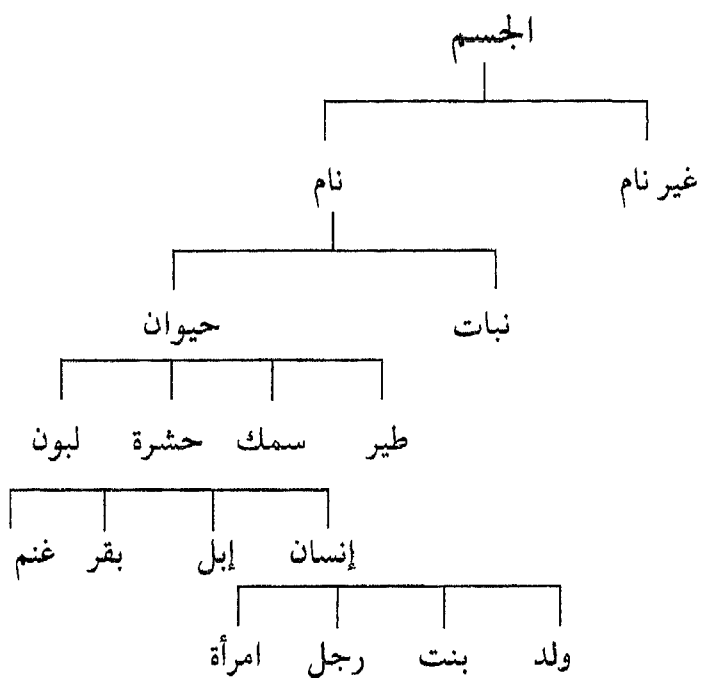 الجسم
غير نام نام
نبات حيوان
طير سمك حشرة لبون
إنسان إبل بقر غنم
ولد بنت رجل امرأة